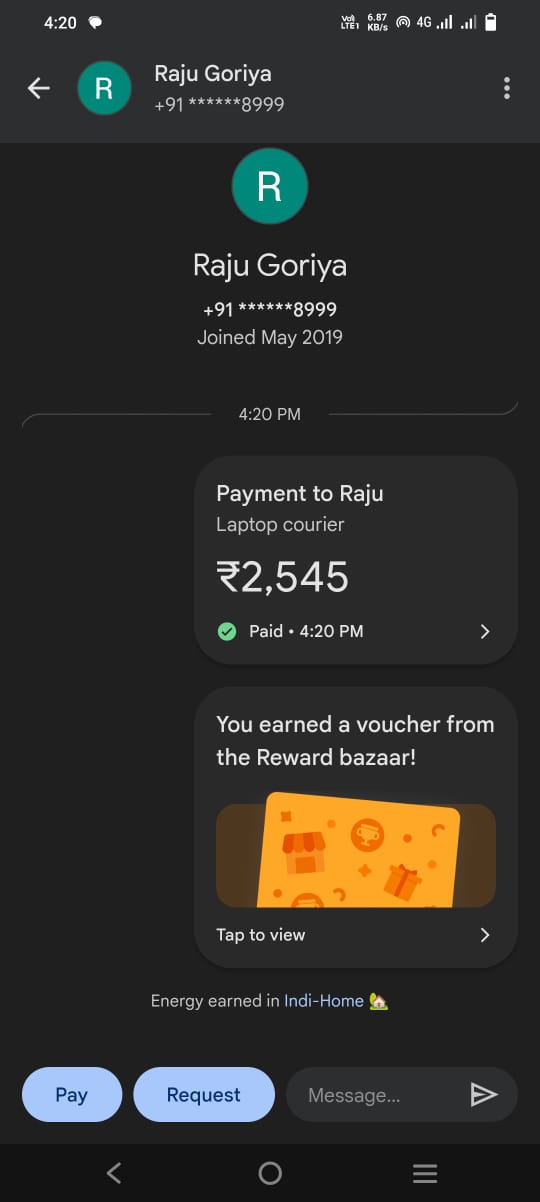 4:20
Vo)) LTE1 6.87 KB/s 4G
Raju Goriya
+91 ******8999
R
R
Raju Goriya
+91 ******8999
Joined May 2019
4:20 PM
Payment to Raju
Laptop courier
₹2,545
Paid • 4:20 PM
You earned a voucher from
the Reward bazaar!
Tap to view
Energy earned in Indi-Home 🏡
Pay
Request
Message...